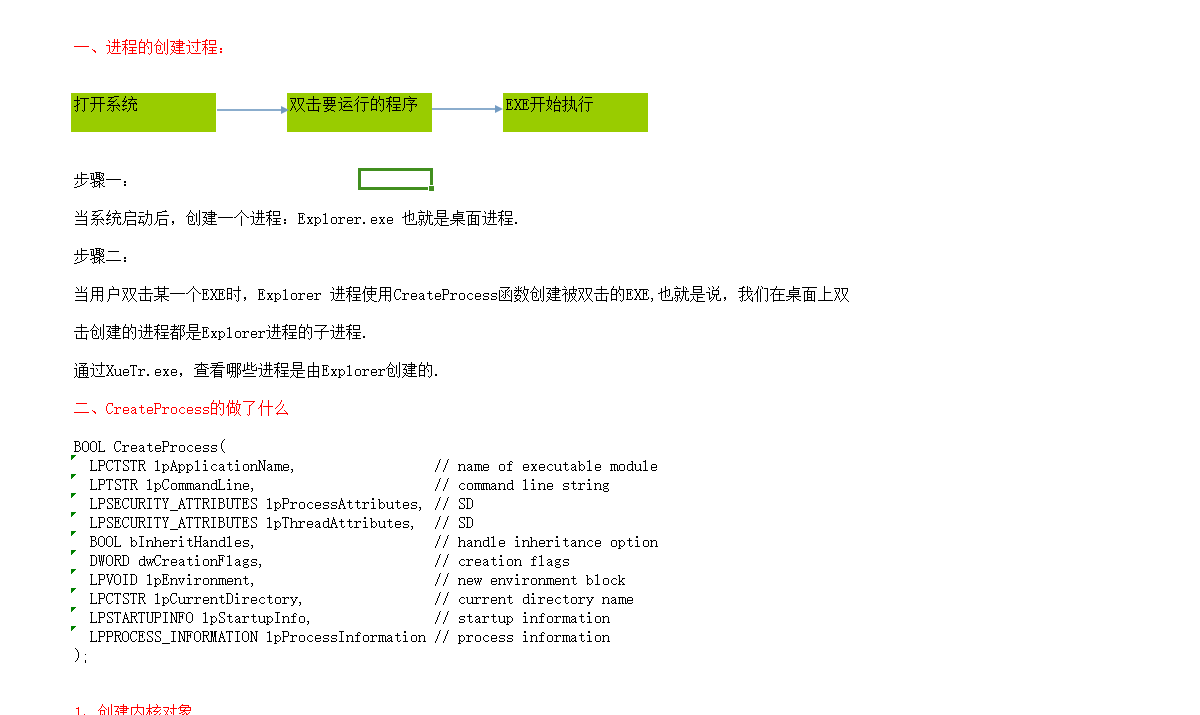 一、进程的创建过程：
打开系统
双击要运行的程序
EXE开始执行
步骤一：
当系统启动后，创建一个进程：Explorer.exe 也就是桌面进程.
步骤二：
当用户双击某一个EXE时，Explorer 进程使用CreateProcess函数创建被双击的EXE,也就是说，我们在桌面上双
击创建的进程都是Explorer进程的子进程.
通过XueTr.exe，查看哪些进程是由Explorer创建的.
二、CreateProcess的做了什么
BOOL CreateProcess(
LPCTSTR lpApplicationName, // name of executable module
LPTSTR lpCommandLine, // command line string
LPSECURITY_ATTRIBUTES lpProcessAttributes, // SD
LPSECURITY_ATTRIBUTES lpThreadAttributes, // SD
BOOL bInheritHandles, // handle inheritance option
DWORD dwCreationFlags, // creation flags
LPVOID lpEnvironment, // new environment block
LPCTSTR lpCurrentDirectory, // current directory name
LPSTARTUPINFO lpStartupInfo, // startup information
LPPROCESS_INFORMATION lpProcessInformation // process information
);
1、创建内核对象